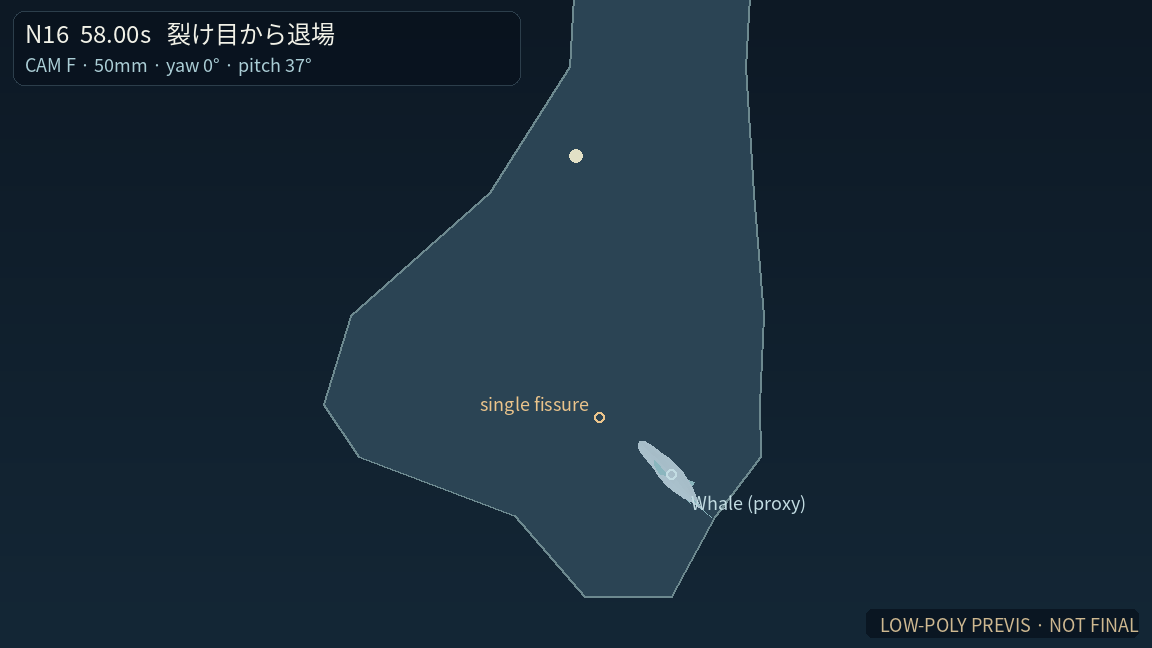 N16 58.00s 裂け目から退場
CAM F · 50mm · yaw 0° · pitch 37°
single fissure
Whale (proxy)
LOW-POLY PREVIS · NOT FINAL